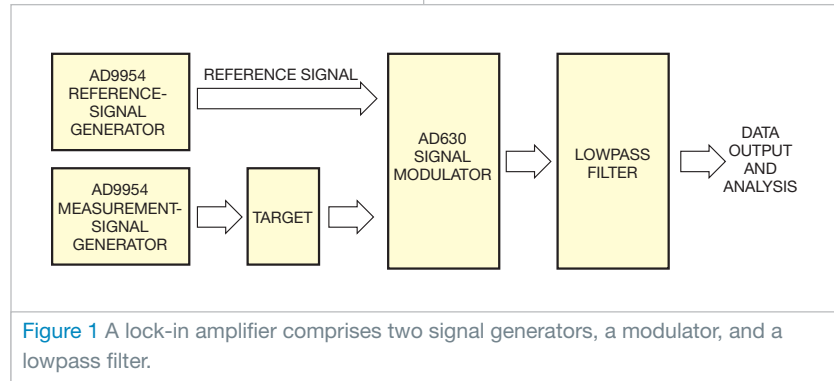 AD9954
REFERENCE-
SIGNAL
GENERATOR
REFERENCE SIGNAL
AD9954
MEASUREMENT-
SIGNAL
GENERATOR
TARGET
AD630
SIGNAL
MODULATOR
LOWPASS
FILTER
DATA
OUTPUT
AND
ANALYSIS
Figure 1 A lock-in amplifier comprises two signal generators, a modulator, and a
lowpass filter.